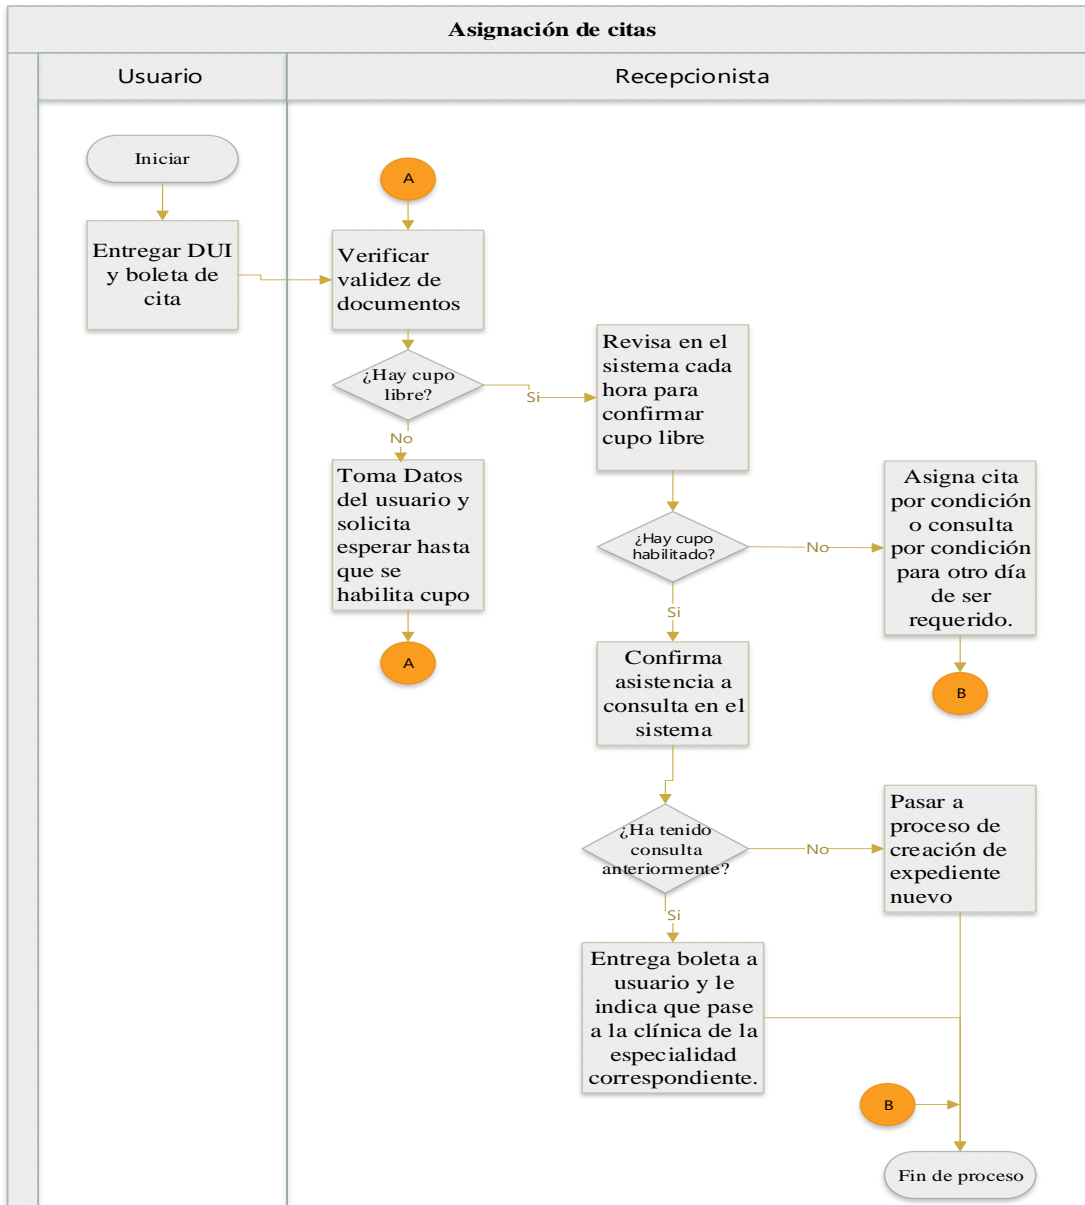 Asignación de citas
Usuario
Recepcionista
Iniciar
A
Entregar DUI
y boleta de
cita
Verificar
validez de
documentos
¿Hay cupo
libre?
Si
Revisa en el
sistema cada
hora para
confirmar
cupo libre
No
Toma Datos
del usuario y
solicita
esperar hasta
que se
habilita cupo
A
¿Hay cupo
habilitado?
No
Asigna cita
por condición
o consulta
por condición
para otro día
de ser
requerido.
B
Si
Confirma
asistencia a
consulta en el
sistema
¿Ha tenido
consulta
anteriormente?
No
Pasar a
proceso de
creación de
expediente
nuevo
Si
Entrega boleta a
usuario y le
indica que pase
a la clínica de la
especialidad
correspondiente.
B
Fin de proceso